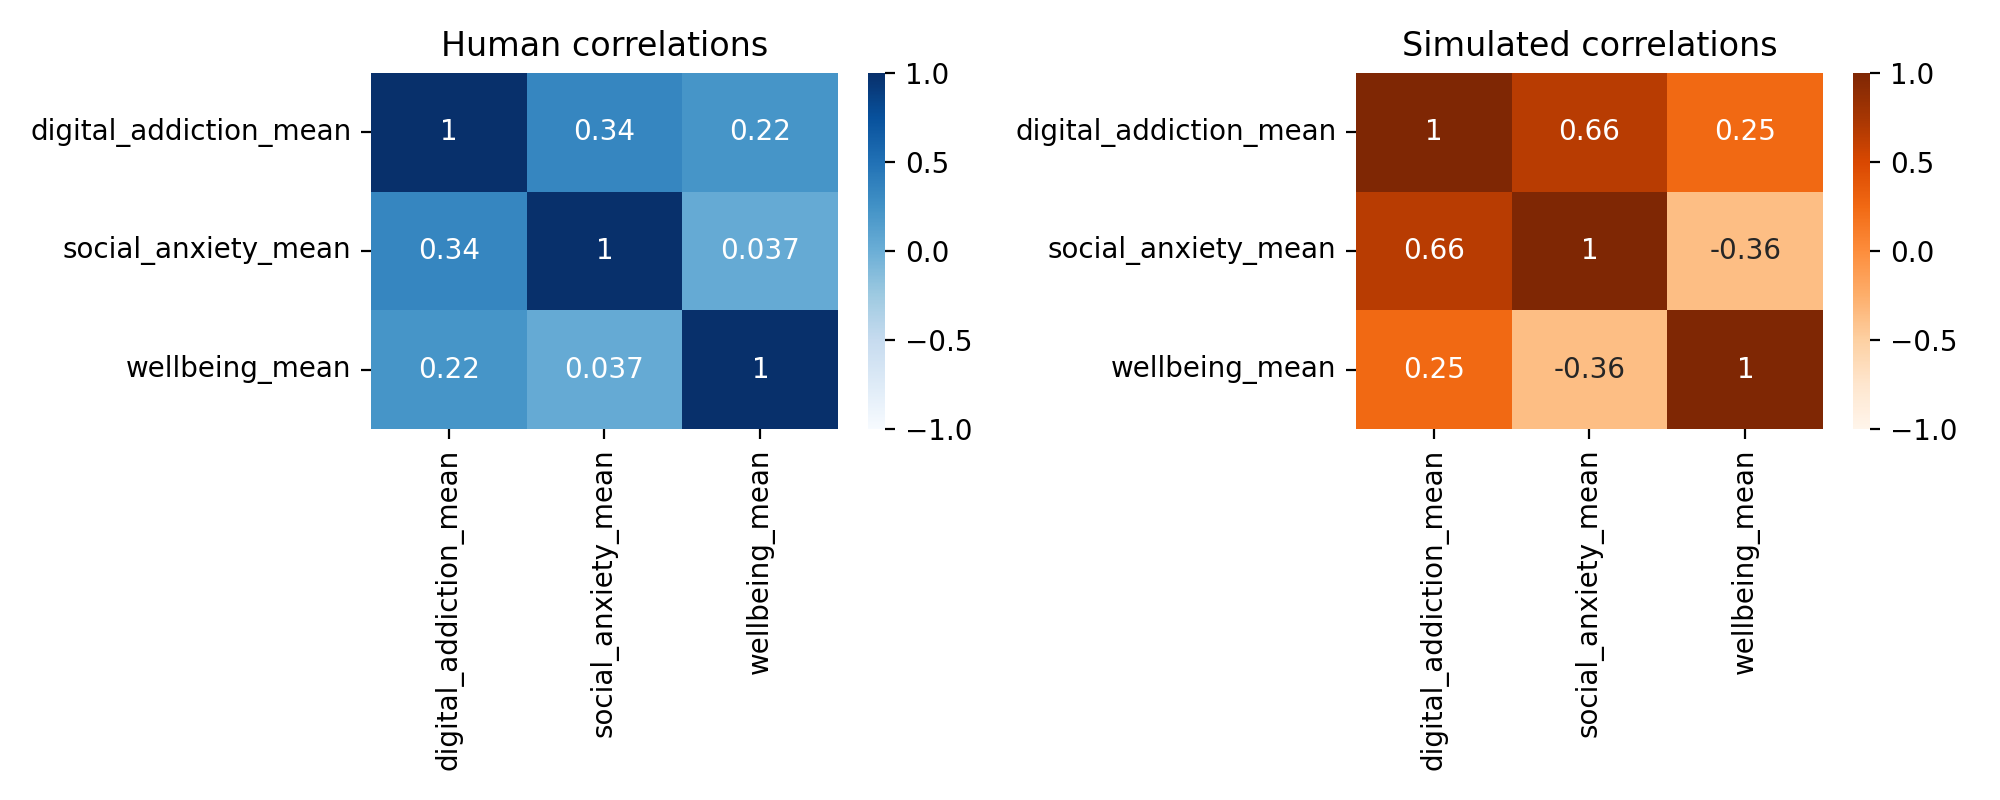 Human correlations
digital_addiction_mean
social_anxiety_mean
wellbeing_mean
1 0.34 0.22
0.34 1 0.037
0.22 0.037 1
digital_addiction_mean
social_anxiety_mean
wellbeing_mean
1.0
0.5
0.0
−0.5
−1.0
Simulated correlations
digital_addiction_mean
social_anxiety_mean
wellbeing_mean
1 0.66 0.25
0.66 1 -0.36
0.25 -0.36 1
digital_addiction_mean
social_anxiety_mean
wellbeing_mean
1.0
0.5
0.0
−0.5
−1.0